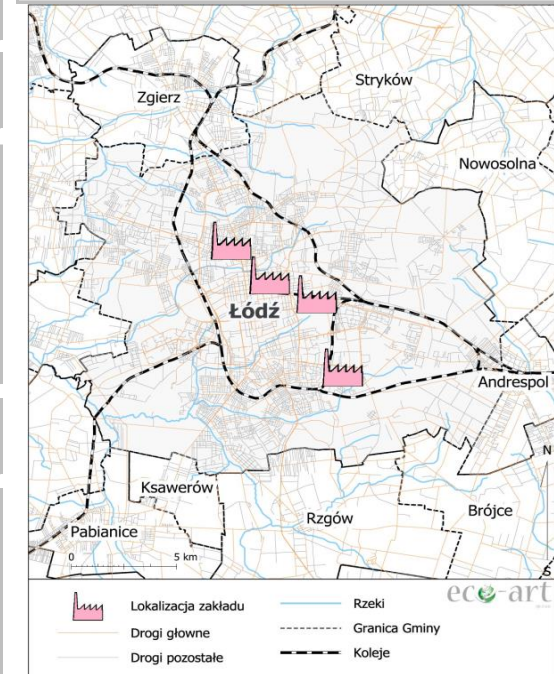 Stryków
Zgierz
Nowosolna
Łódź
Andrespol
N
Ksawerów
Brójce
Rzgów
Pabianice
0 5 km
S
eco-art
Lokalizacja zakładu
Rzeki
Drogi głowne
Granica Gminy
Drogi pozostałe
Koleje